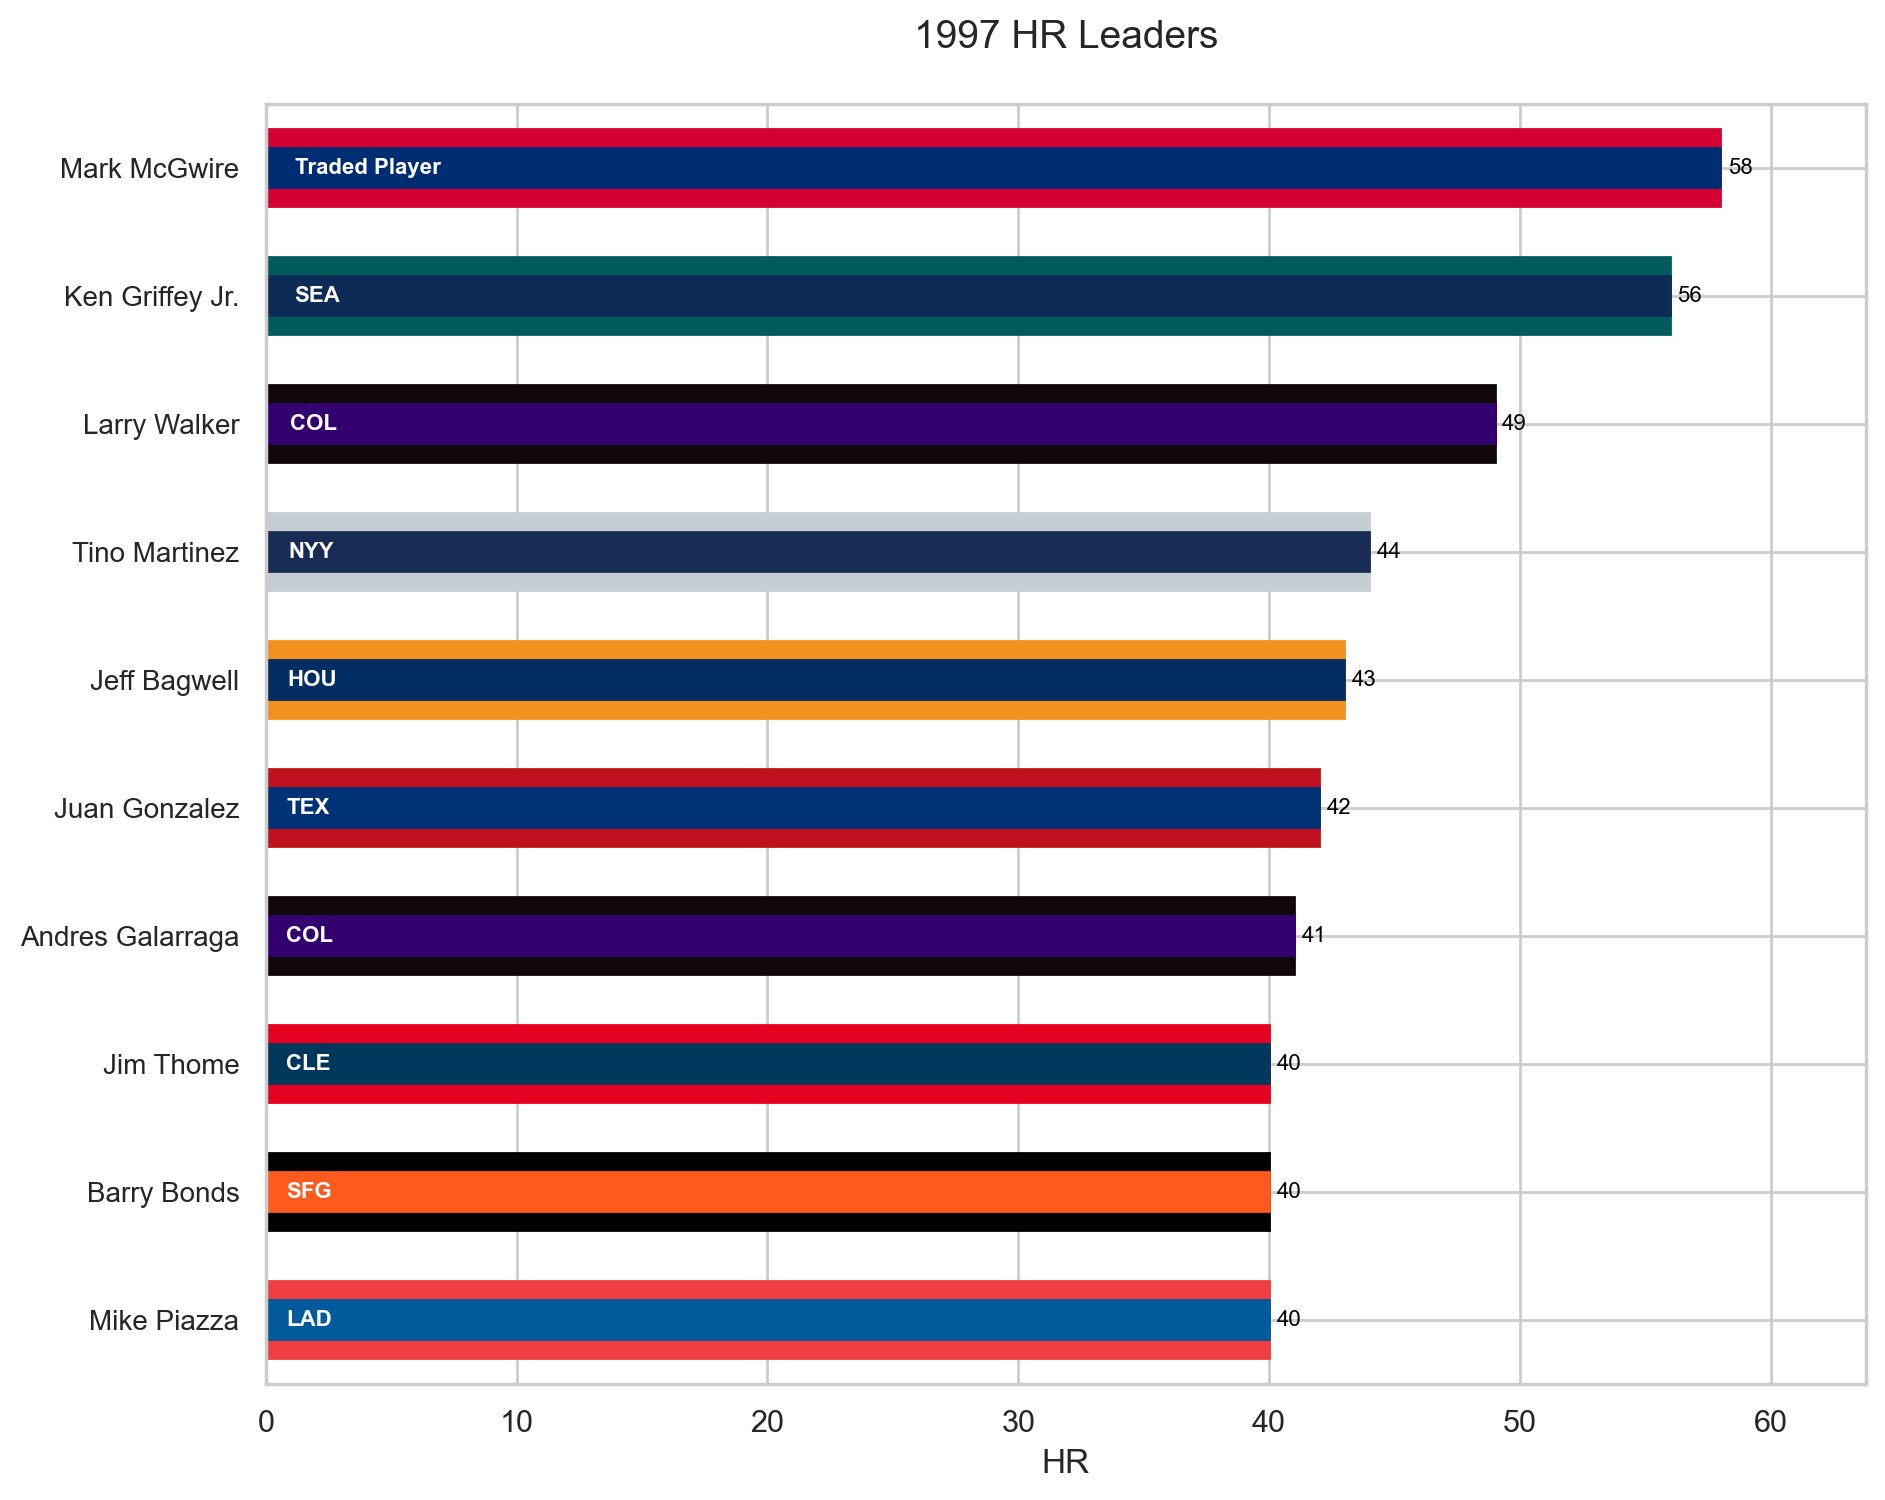 1997 HR Leaders
Mark McGwire Traded Player 58
Ken Griffey Jr. SEA 56
Larry Walker COL 49
Tino Martinez NYY 44
Jeff Bagwell HOU 43
Juan Gonzalez TEX 42
Andres Galarraga COL 41
Jim Thome CLE 40
Barry Bonds SFG 40
Mike Piazza LAD 40
0 10 20 30 40 50 60
HR